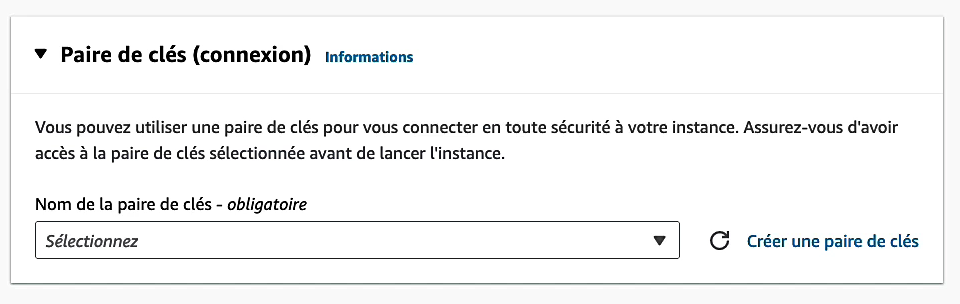 Paire de clés (connexion) Informations
Vous pouvez utiliser une paire de clés pour vous connecter en toute sécurité à votre instance. Assurez-vous d'avoir
accès à la paire de clés sélectionnée avant de lancer l'instance.
Nom de la paire de clés - obligatoire
Sélectionnez Créer une paire de clés